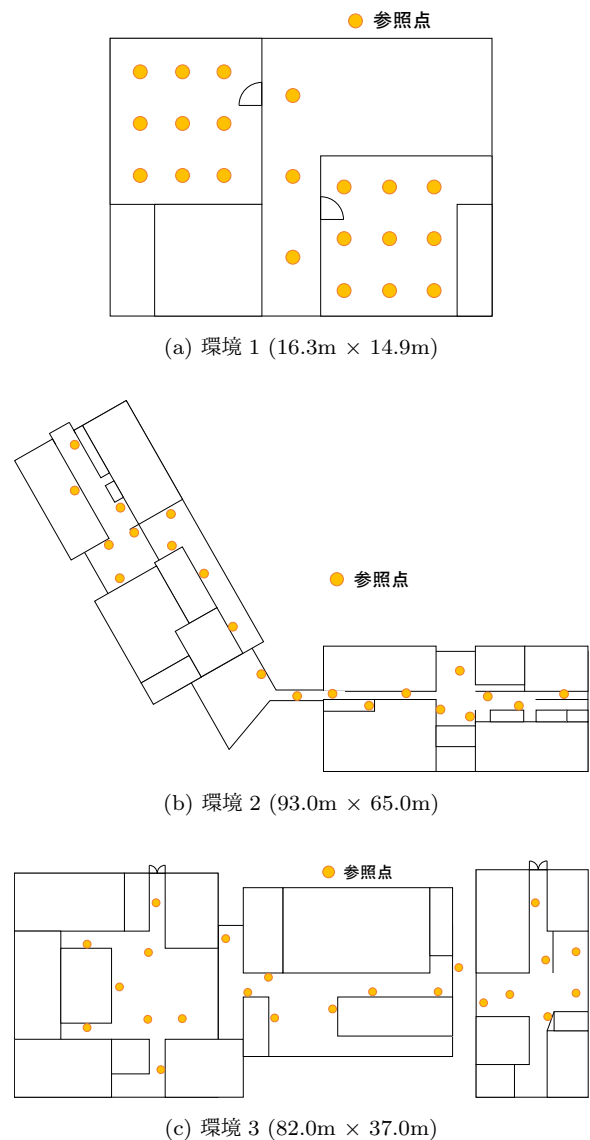 参照点
(a) 環境 1 (16.3m × 14.9m)
参照点
(b) 環境 2 (93.0m × 65.0m)
参照点
(c) 環境 3 (82.0m × 37.0m)